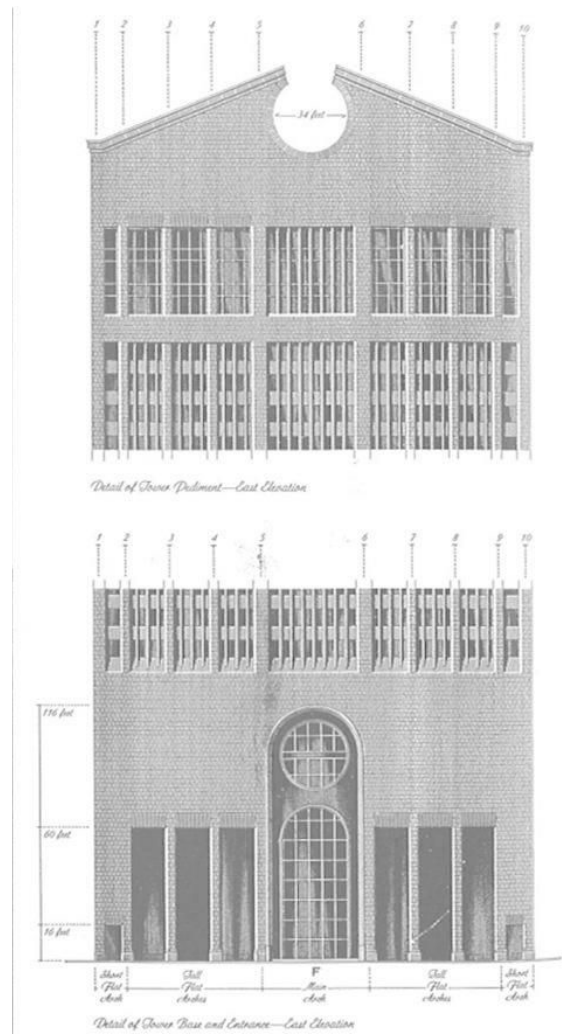 1 2 3 4 5 6 7 8 9 10
34 feet
Detail of Tower Pediment—East Elevation
1 2 3 4 5 6 7 8 9 10
116 feet
60 feet
16 feet
Short Tall F Tall Short
Flat Flat Main Flat Flat
Arch Arches Arch Arches Arch
Detail of Tower Base and Entrance—East Elevation